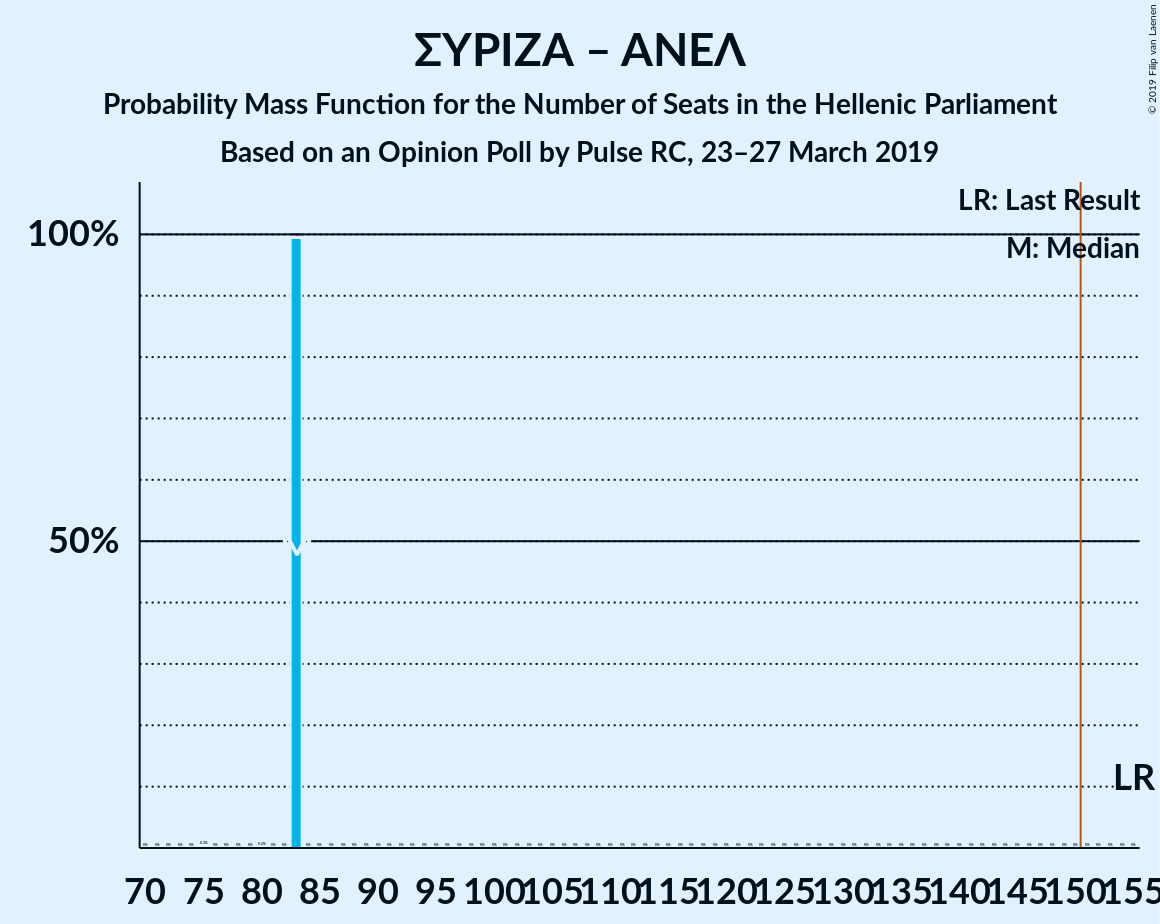 ΣΥΡΙΖΑ – ΑΝΕΛ
Probability Mass Function for the Number of Seats in the Hellenic Parliament
Based on an Opinion Poll by Pulse RC, 23–27 March 2019
© 2019 Filip van Laenen
LR: Last Result
M: Median
100%
50%
LR
70 75 80 85 90 95 100 105 110 115 120 125 130 135 140 145 150 155